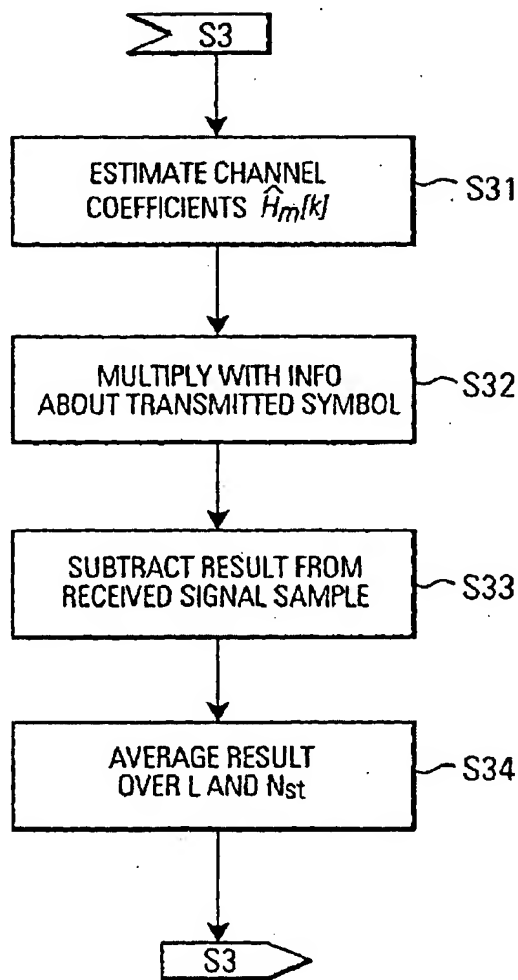 S3
ESTIMATE CHANNEL
COEFFICIENTS Ĥm[k]
S31
MULTIPLY WITH INFO
ABOUT TRANSMITTED SYMBOL
S32
SUBTRACT RESULT FROM
RECEIVED SIGNAL SAMPLE
S33
AVERAGE RESULT
OVER L AND Nst
S34
S3